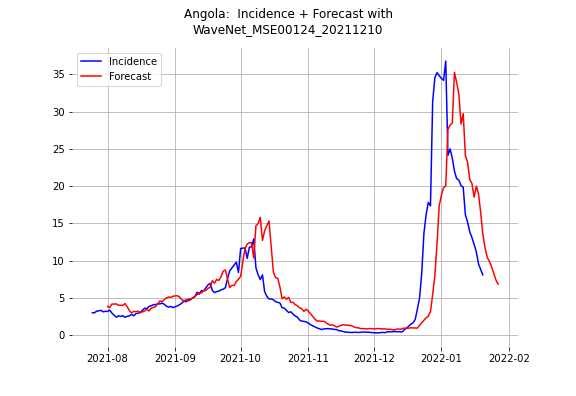 Angola:  Incidence + Forecast with
WaveNet_MSE00124_20211210
Incidence
Forecast
35
30
25
20
15
10
5
0
2021-08 2021-09 2021-10 2021-11 2021-12 2022-01 2022-02